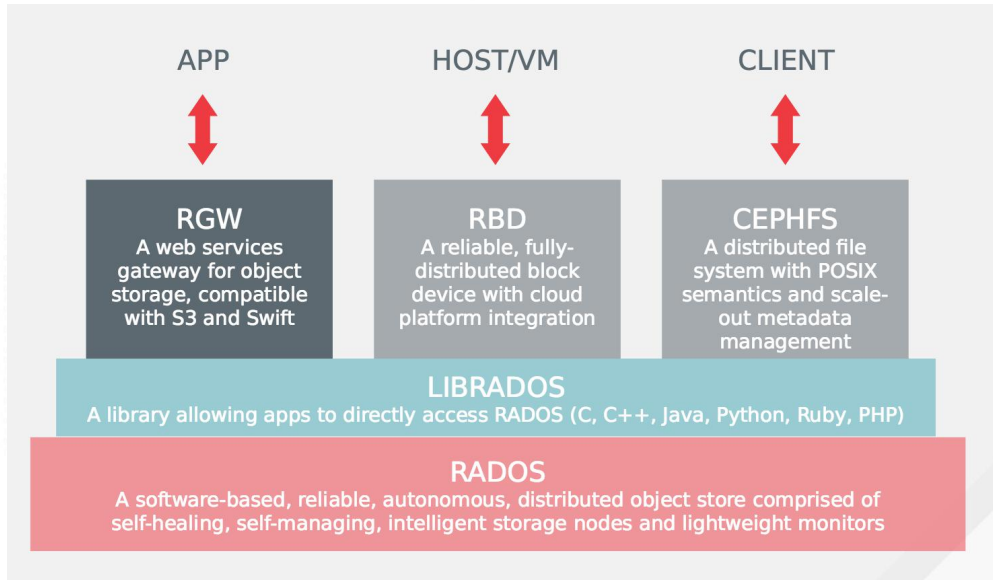 APP
HOST/VM
CLIENT
RGW
A web services
gateway for object
storage, compatible
with S3 and Swift
RBD
A reliable, fully-
distributed block
device with cloud
platform integration
CEPHFS
A distributed file
system with POSIX
semantics and scale-
out metadata
management
LIBRADOS
A library allowing apps to directly access RADOS (C, C++, Java, Python, Ruby, PHP)
RADOS
A software-based, reliable, autonomous, distributed object store comprised of
self-healing, self-managing, intelligent storage nodes and lightweight monitors